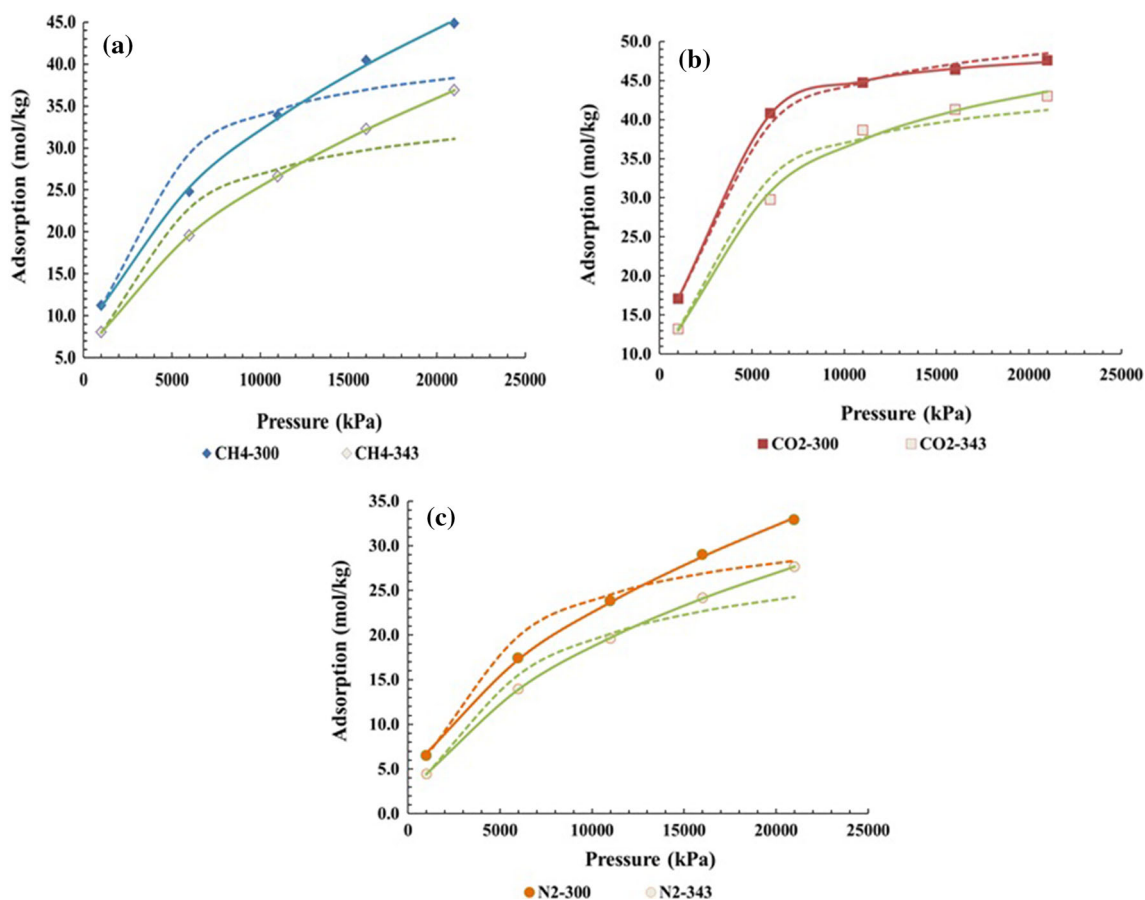 (a)
Adsorption (mol/kg)
45.0
40.0
35.0
30.0
25.0
20.0
15.0
10.0
5.0
0 5000 10000 15000 20000 25000
Pressure (kPa)
CH4-300 CH4-343
(b)
Adsorption (mol/kg)
50.0
45.0
40.0
35.0
30.0
25.0
20.0
15.0
10.0
0 5000 10000 15000 20000 25000
Pressure (kPa)
CO2-300 CO2-343
(c)
Adsorption (mol/kg)
35.0
30.0
25.0
20.0
15.0
10.0
5.0
0.0
0 5000 10000 15000 20000 25000
Pressure (kPa)
N2-300 N2-343